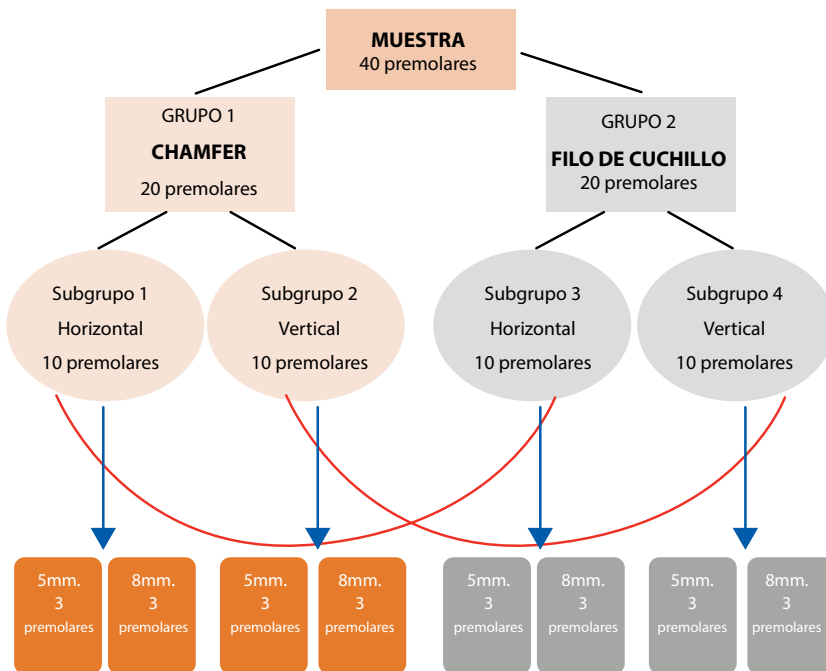 MUESTRA
40 premolares
GRUPO 1
CHAMFER
20 premolares
GRUPO 2
FILO DE CUCHILLO
20 premolares
Subgrupo 1
Horizontal
10 premolares
Subgrupo 2
Vertical
10 premolares
Subgrupo 3
Horizontal
10 premolares
Subgrupo 4
Vertical
10 premolares
5mm.
3
premolares
8mm.
3
premolares
5mm.
3
premolares
8mm.
3
premolares
5mm.
3
premolares
8mm.
3
premolares
5mm.
3
premolares
8mm.
3
premolares